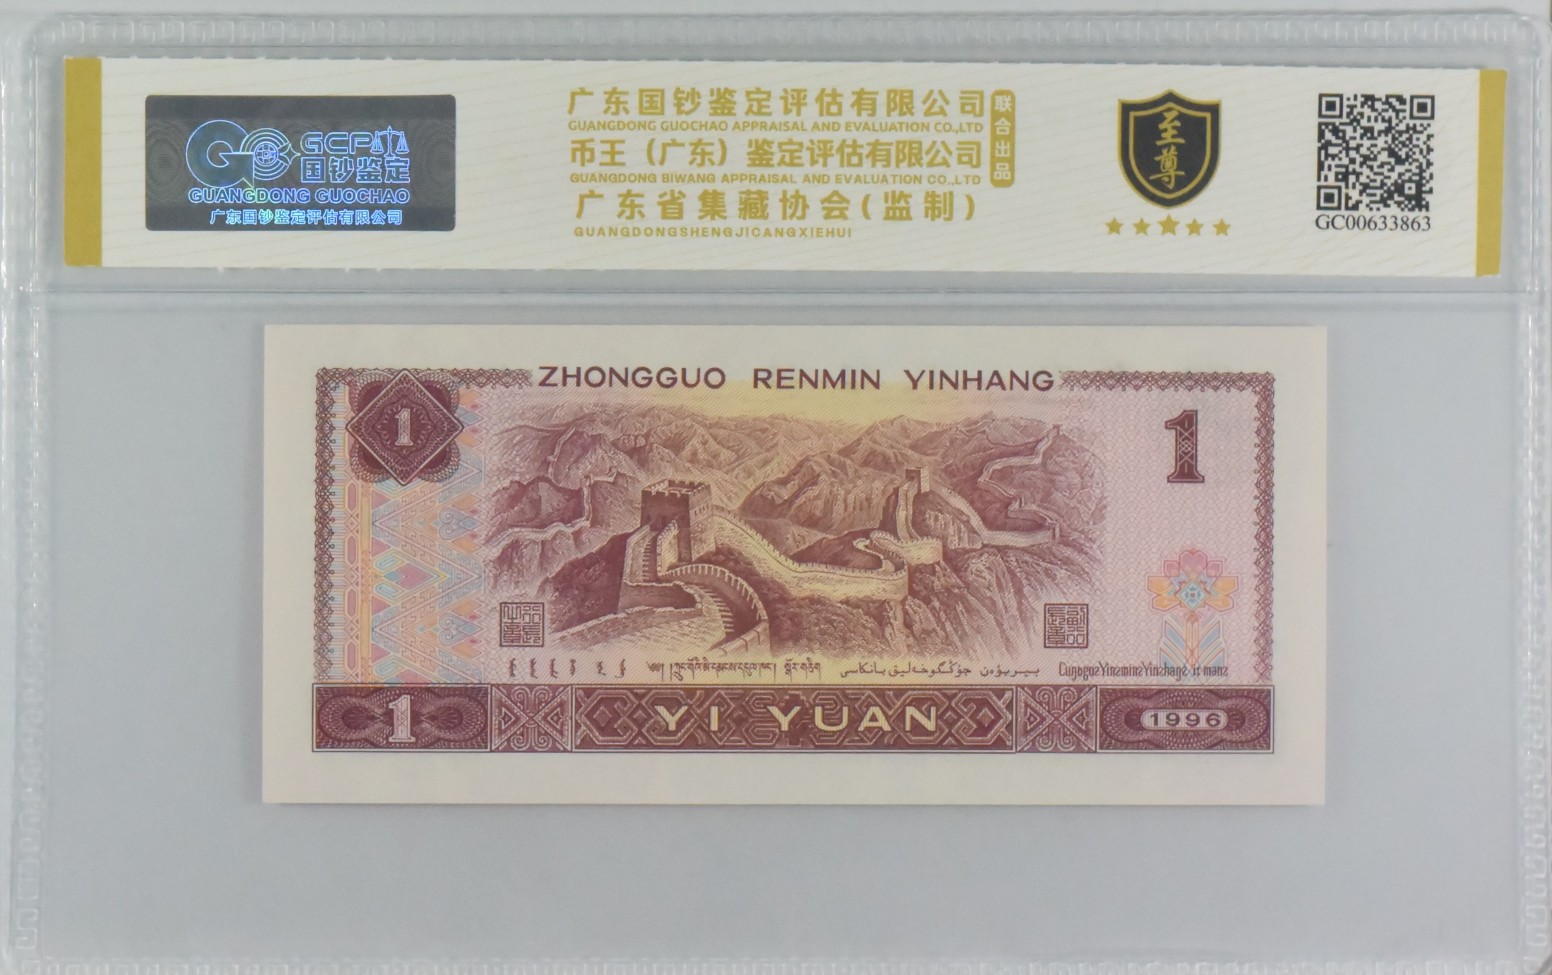 GCP
国钞鉴定
GUANGDONG GUOCHAO
广东国钞鉴定评估有限公司
广东国钞鉴定评估有限公司
GUANGDONG GUOCHAO APPRAISAL AND EVALUATION CO.,LTD
币王（广东）鉴定评估有限公司
GUANGDONG BIWANG APPRAISAL AND EVALUATION CO.,LTD
广东省集藏协会(监制)
GUANGDONGSHENGJICANGXIEHUI
联合出品
至尊
GC00633863
ZHONGGUO RENMIN YINHANG
1
1
جۇڭگوخەلىق بانكىسى بىريۈەن
1
YI YUAN
1996